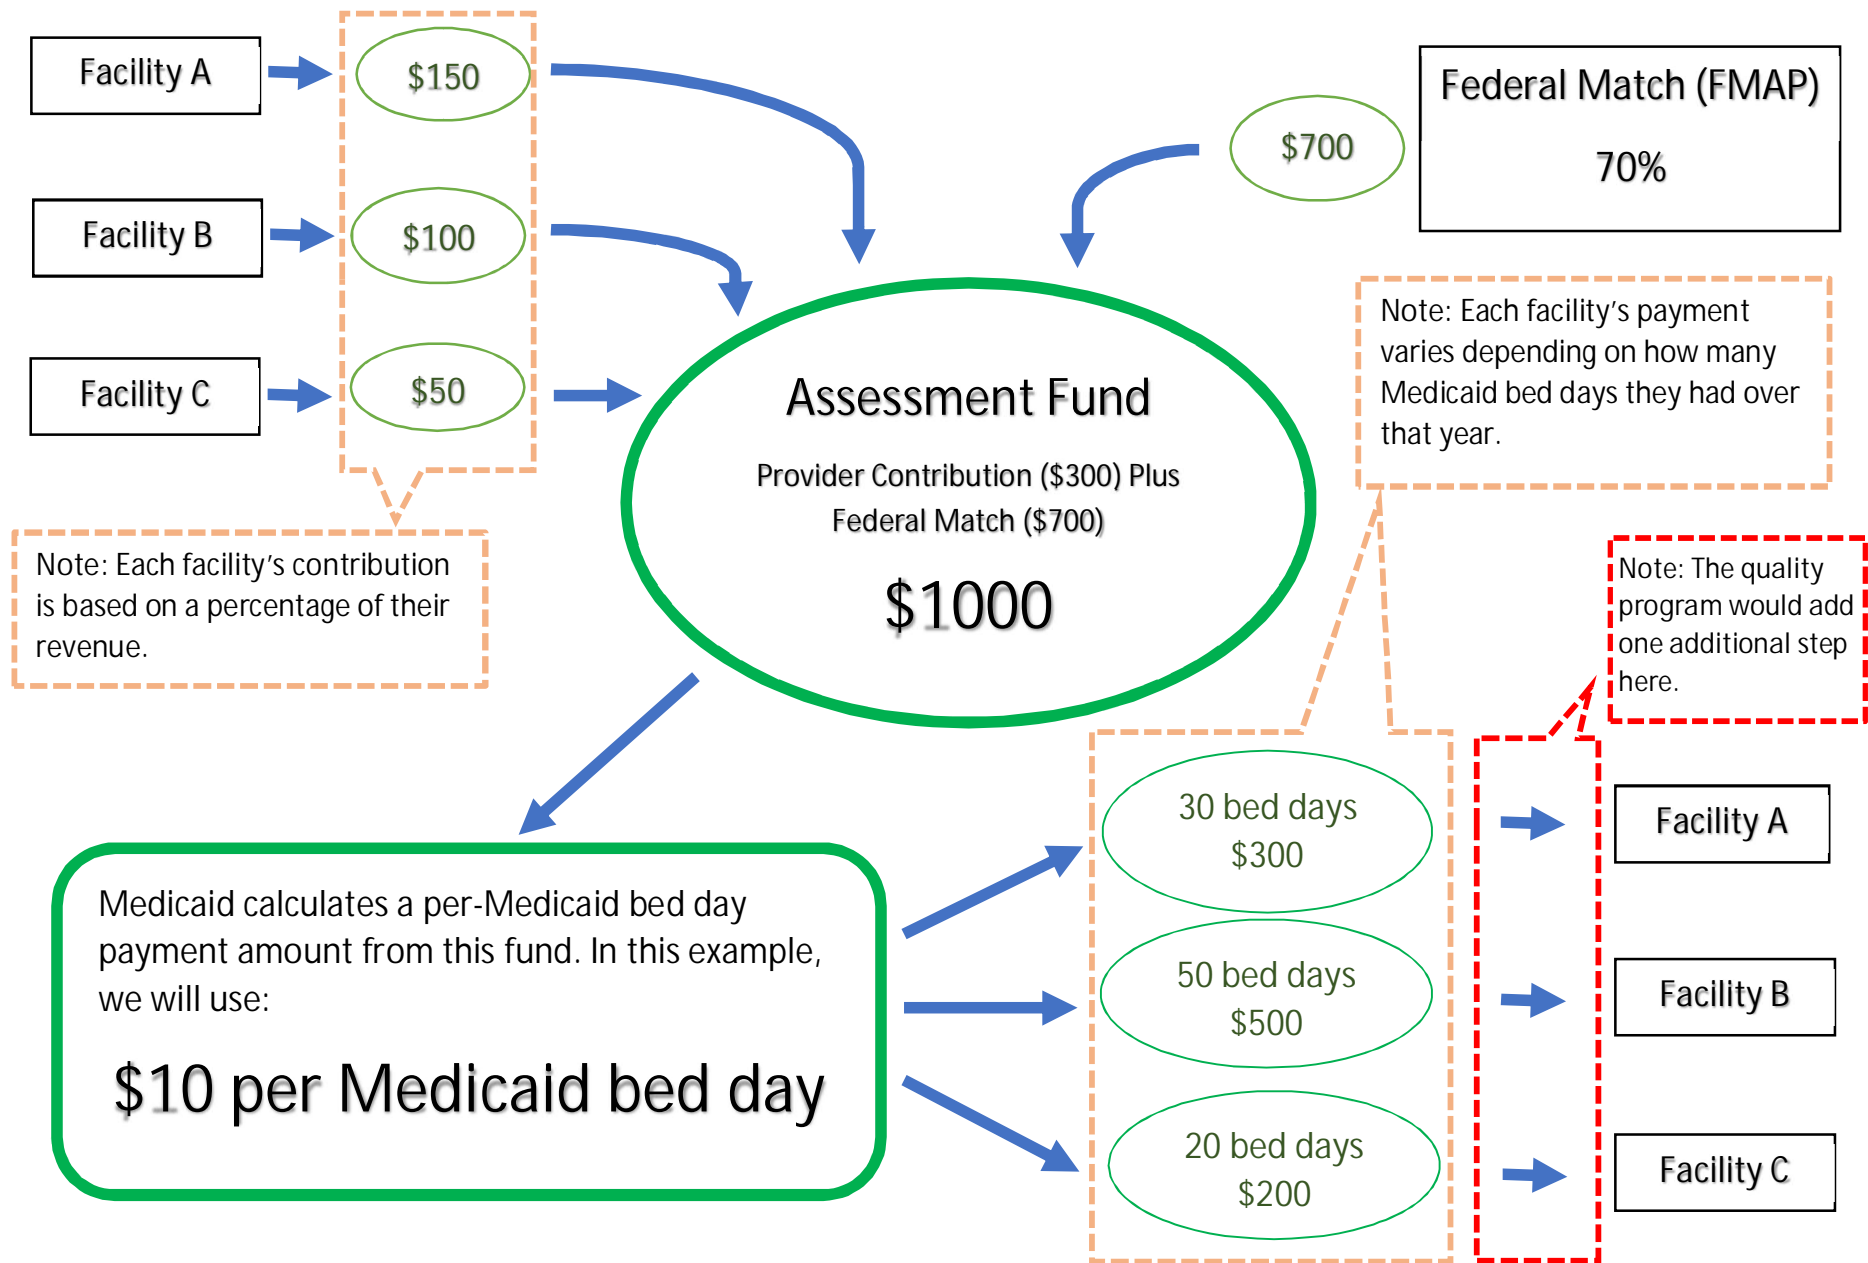 Facility A
$150
Federal Match (FMAP)
70%
$700
Facility B
$100
Facility C
$50
Note: Each facility’s payment
varies depending on how many
Medicaid bed days they had over
that year.
Assessment Fund
Provider Contribution ($300) Plus
Federal Match ($700)
$1000
Note: Each facility’s contribution
is based on a percentage of their
revenue.
Note: The quality
program would add
one additional step
here.
Medicaid calculates a per-Medicaid bed day
payment amount from this fund. In this example,
we will use:
$10 per Medicaid bed day
30 bed days
$300
Facility A
50 bed days
$500
Facility B
20 bed days
$200
Facility C